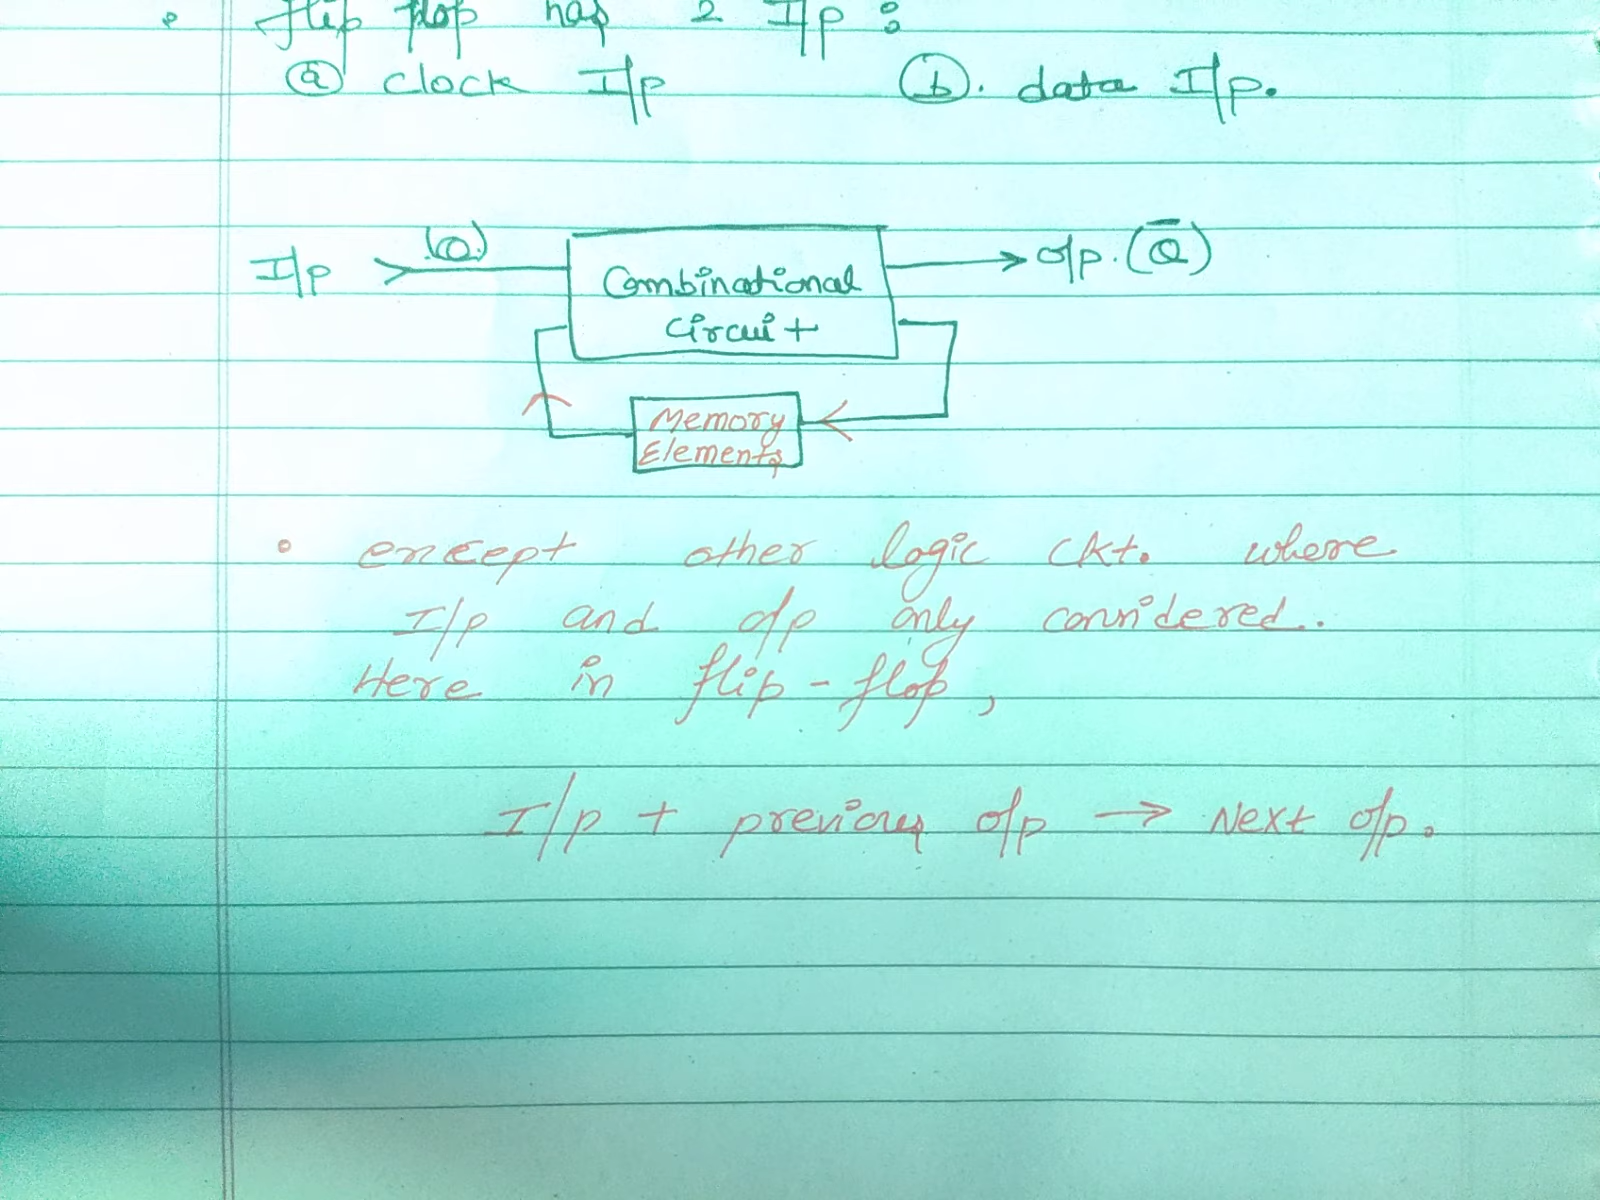 • flip flop has 2 I/p :
(a) clock I/p (b). data I/p.
I/p (Q) Combinational o/p. (Q̄)
Circuit
Memory
Elements
• except other logic ckt. where
I/p and o/p only considered.
Here in flip-flop,
I/p + previous o/p → Next o/p.